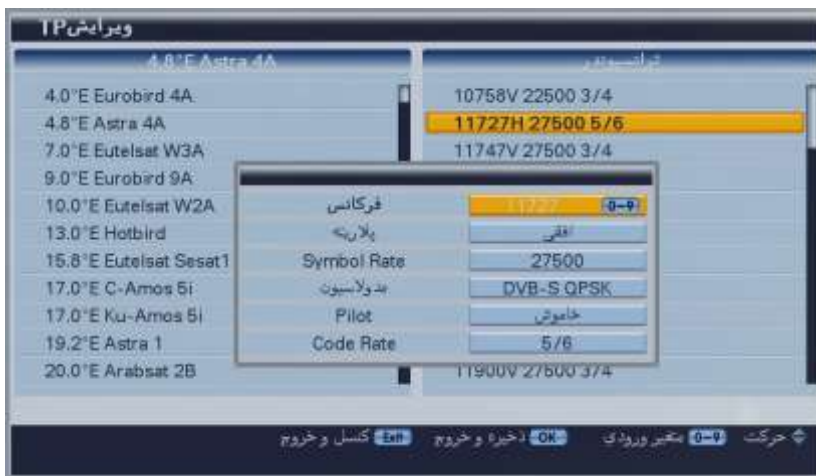 ویرایشTP
4.8°E Astra 4A
ترانسپوندر
4.0°E Eurobird 4A
10758V 22500 3/4
4.8°E Astra 4A
11727H 27500 5/6
7.0°E Eutelsat W3A
11747V 27500 3/4
9.0°E Eurobird 9A
10.0°E Eutelsat W2A
13.0°E Hotbird
15.8°E Eutelsat Sesat1
17.0°E C-Amos 5i
17.0°E Ku-Amos 5i
19.2°E Astra 1
20.0°E Arabsat 2B
11900V 27500 3/4
فرکانس 11727 0-9
پلاریته افقی
Symbol Rate 27500
مدولاسیون DVB-S QPSK
Pilot خاموش
Code Rate 5/6
حرکت 0-9 متغیر ورودی OK ذخیره و خروج Exit کنسل و خروج